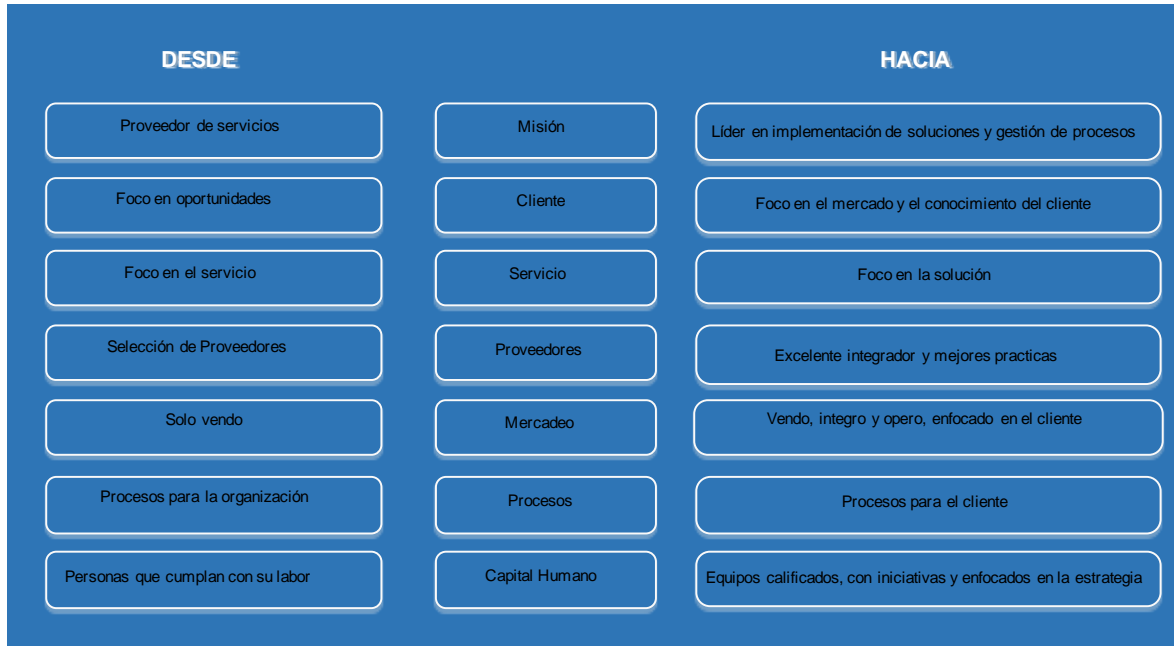 DESDE
HACIA
Proveedor de servicios
Misión
Líder en implementación de soluciones y gestión de procesos
Foco en oportunidades
Cliente
Foco en el mercado y el conocimiento del cliente
Foco en el servicio
Servicio
Foco en la solución
Selección de Proveedores
Proveedores
Excelente integrador y mejores practicas
Solo vendo
Mercadeo
Vendo, integro y opero, enfocado en el cliente
Procesos para la organización
Procesos
Procesos para el cliente
Personas que cumplan con su labor
Capital Humano
Equipos calificados, con iniciativas y enfocados en la estrategia